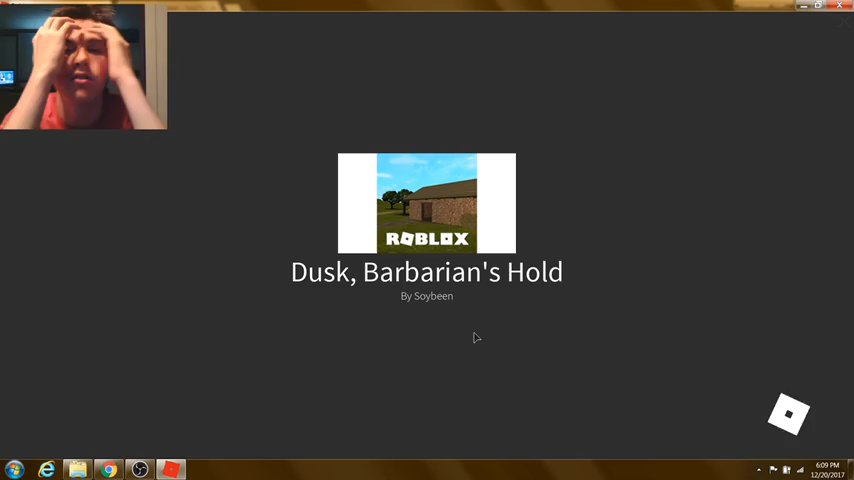 ROBLOX
Dusk, Barbarian's Hold
By Soybeen
6:09 PM
12/20/2017